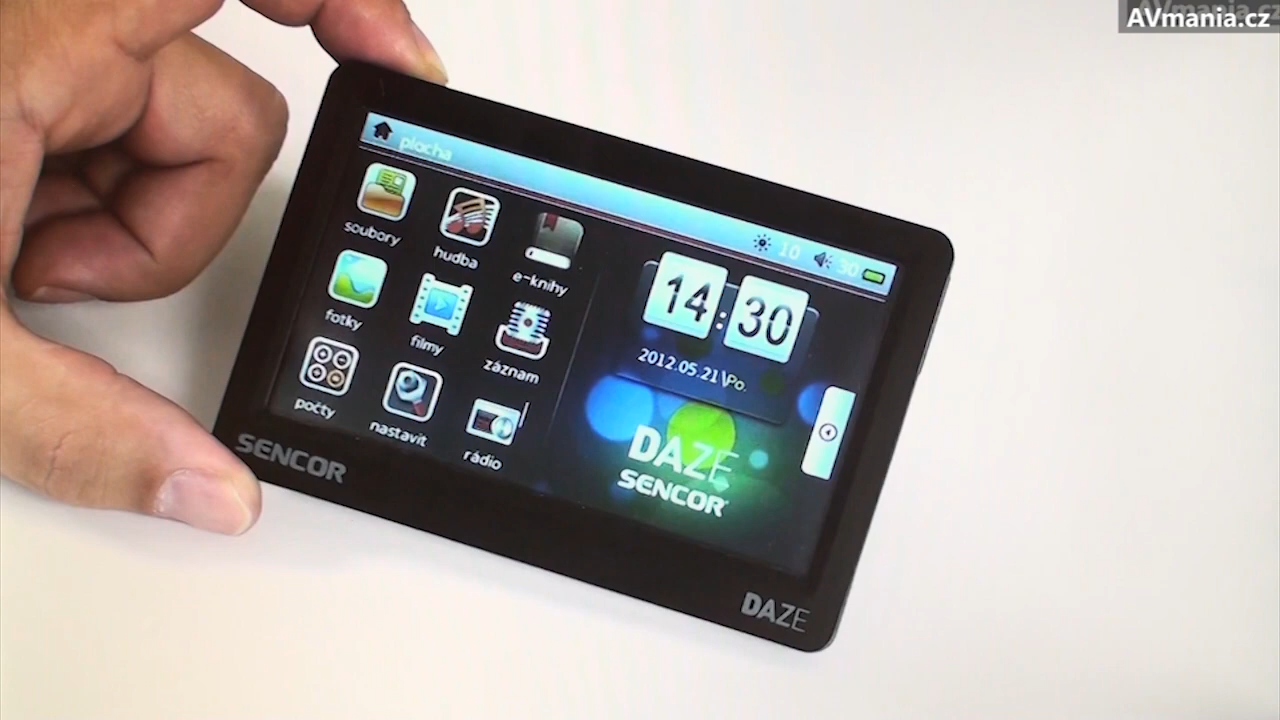 AVmania.cz
plocha
10 30
soubory hudba e-knihy
fotky filmy záznam
počty nastavit rádio
14:30
2012.05.21\Po.
DAZE
SENCOR
SENCOR
DAZE